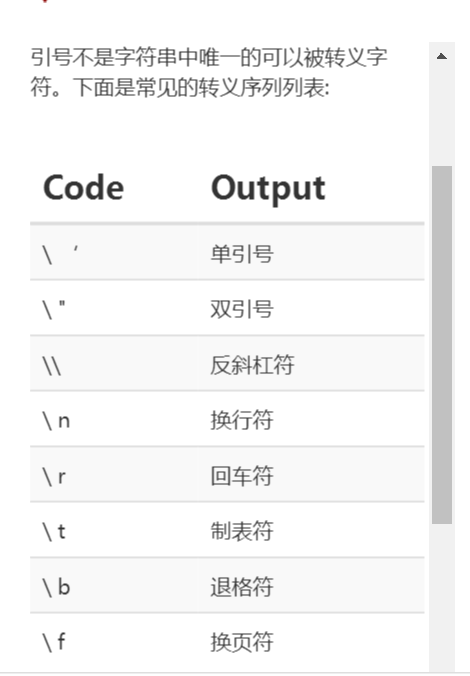 引号不是字符串中唯一的可以被转义字
符。下面是常见的转义序列列表:
Code Output
\ ‘ 单引号
\ " 双引号
\\ 反斜杠符
\ n 换行符
\ r 回车符
\ t 制表符
\ b 退格符
\ f 换页符